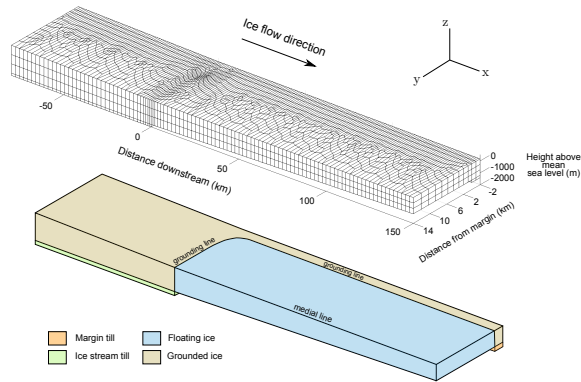 Ice flow direction
z
x
y
-50
0
50
100
150
Distance downstream (km)
0
-1000
-2000
Height above
mean
sea level (m)
-2
2
6
10
14
Distance from margin (km)
grounding line
grounding line
medial line
Margin till
Floating ice
Ice stream till
Grounded ice